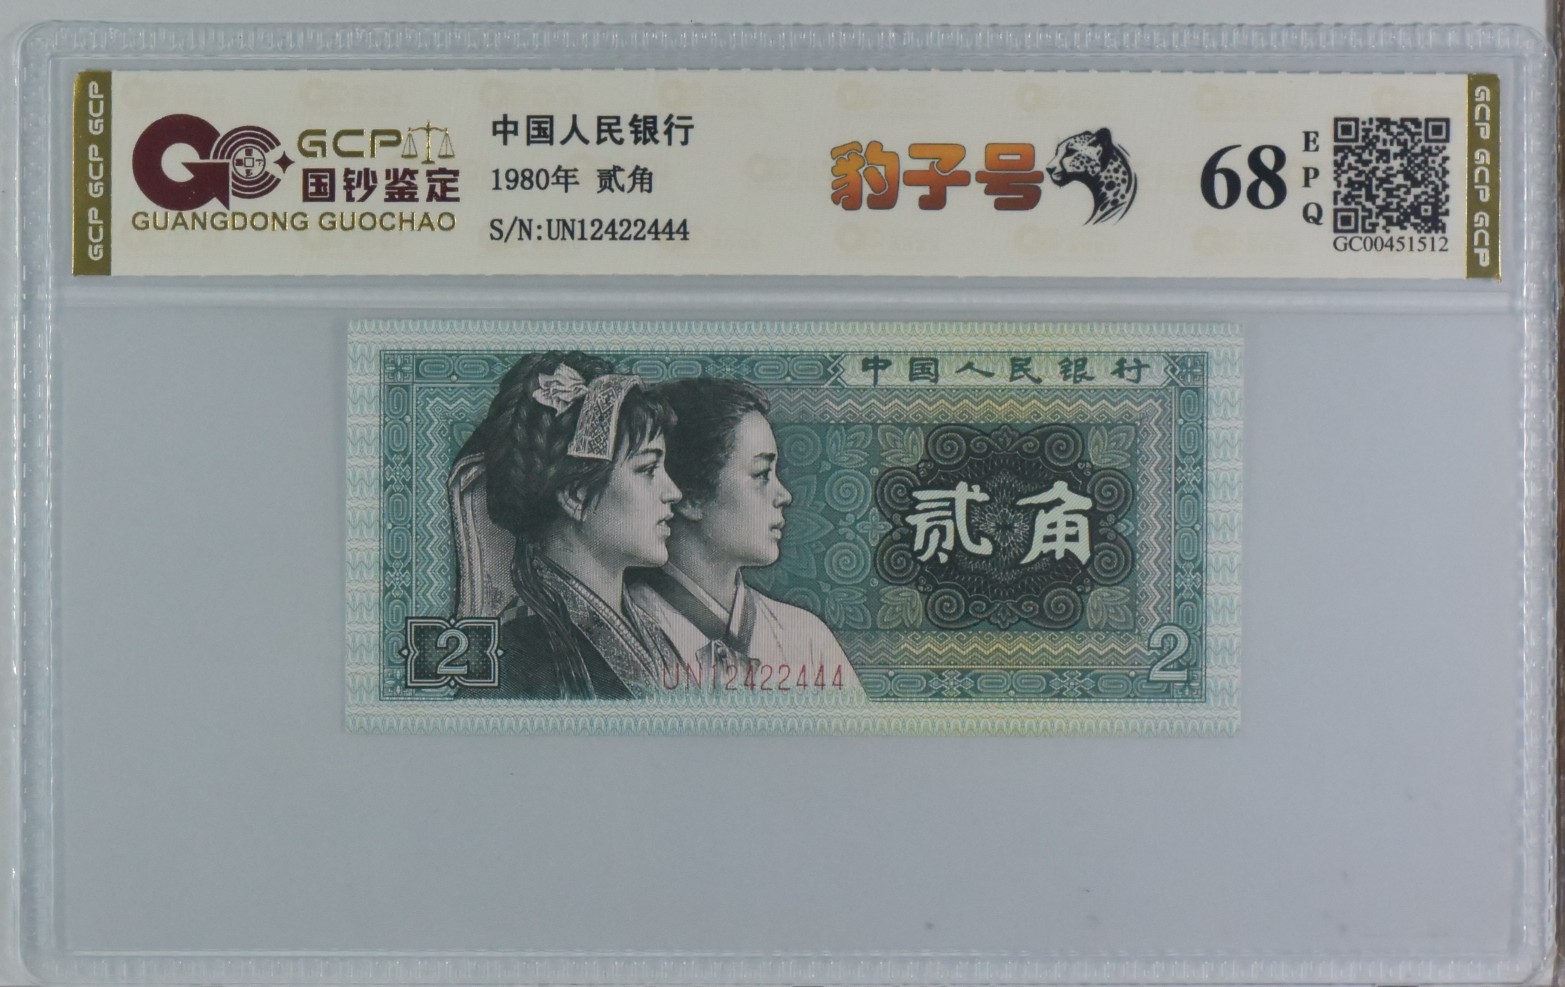 GCP GCP GCP
GCP
国钞鉴定
GUANGDONG GUOCHAO
中国人民银行
1980年 贰角
S/N:UN12422444
豹子号
68
EPQ
GC00451512
GCP GCP GCP
中国人民银行
贰角
2
UN12422444
2